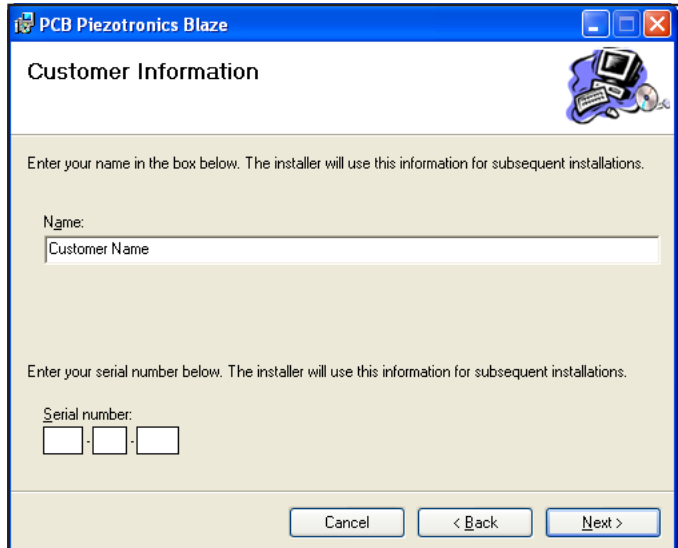 PCB Piezotronics Blaze
Customer Information
Enter your name in the box below. The installer will use this information for subsequent installations.
Name:
Customer Name
Enter your serial number below. The installer will use this information for subsequent installations.
Serial number:
- -
Cancel < Back Next >